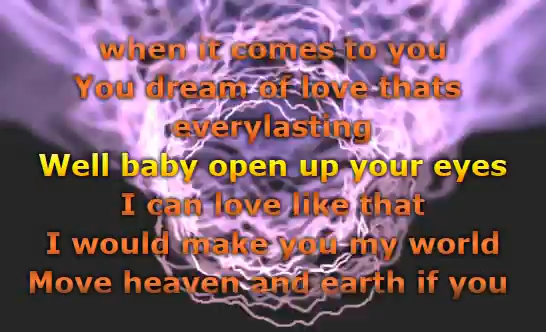 when it comes to you
You dream of love thats
everylasting
Well baby open up your eyes
I can love like that
I would make you my world
Move heaven and earth if you